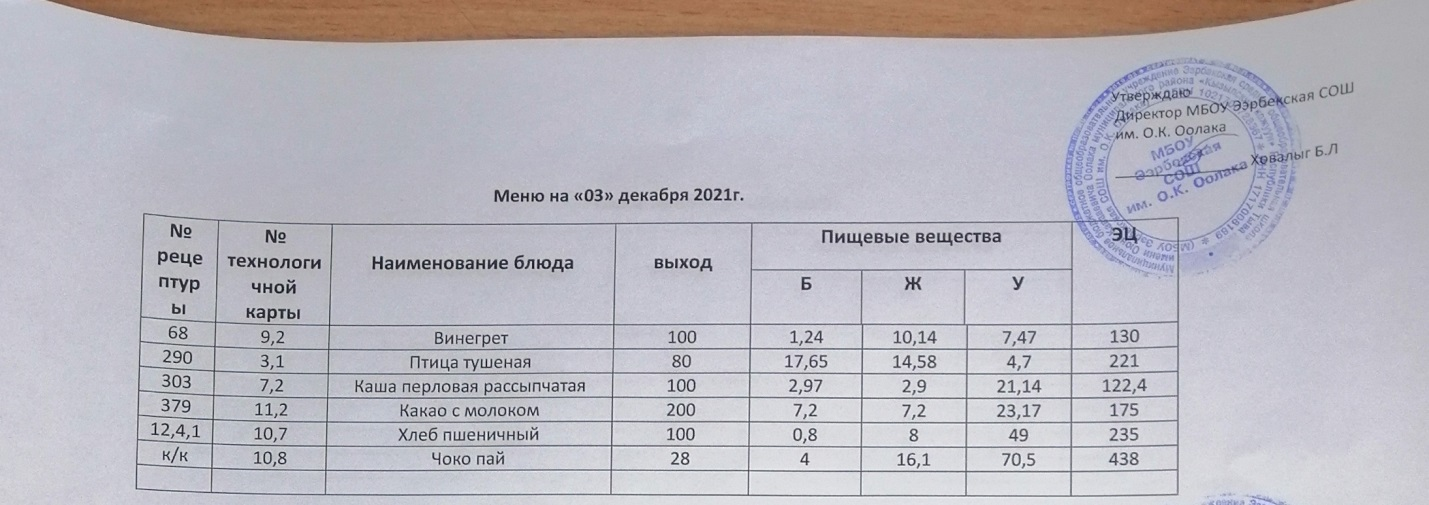 Утверждаю
Директор МБОУ Ээрбекская СОШ
им. О.К. Оолака
Ховалыг Б.Л
МБОУ
Ээрбекская
СОШ
им. О.К. Оолака
Меню на «03» декабря 2021г.
№ рецептуры № технологичной карты Наименование блюда выход Пищевые вещества ЭЦ
Б Ж У
68 9,2 Винегрет 100 1,24 10,14 7,47 130
290 3,1 Птица тушеная 80 17,65 14,58 4,7 221
303 7,2 Каша перловая рассыпчатая 100 2,97 2,9 21,14 122,4
379 11,2 Какао с молоком 200 7,2 7,2 23,17 175
12,4,1 10,7 Хлеб пшеничный 100 0,8 8 49 235
к/к 10,8 Чоко пай 28 4 16,1 70,5 438